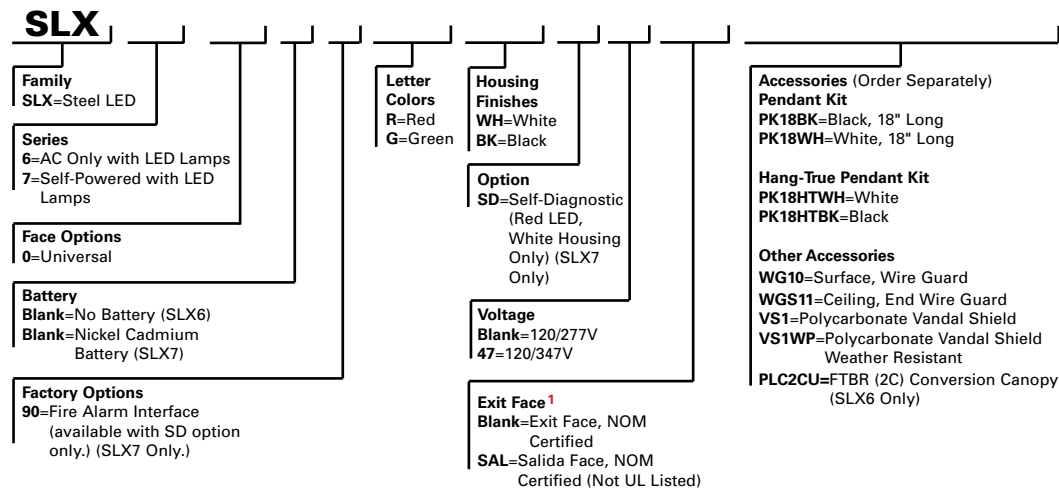 SLX
Family
SLX=Steel LED
Series
6=AC Only with LED Lamps
7=Self-Powered with LED
Lamps
Face Options
0=Universal
Battery
Blank=No Battery (SLX6)
Blank=Nickel Cadmium
Battery (SLX7)
Factory Options
90=Fire Alarm Interface
(available with SD option
only.) (SLX7 Only.)
Letter
Colors
R=Red
G=Green
Housing
Finishes
WH=White
BK=Black
Option
SD=Self-Diagnostic
(Red LED,
White Housing
Only) (SLX7
Only)
Voltage
Blank=120/277V
47=120/347V
Exit Face1
Blank=Exit Face, NOM
Certified
SAL=Salida Face, NOM
Certified (Not UL Listed)
Accessories (Order Separately)
Pendant Kit
PK18BK=Black, 18" Long
PK18WH=White, 18" Long
Hang-True Pendant Kit
PK18HTWH=White
PK18HTBK=Black
Other Accessories
WG10=Surface, Wire Guard
WGS11=Ceiling, End Wire Guard
VS1=Polycarbonate Vandal Shield
VS1WP=Polycarbonate Vandal Shield
Weather Resistant
PLC2CU=FTBR (2C) Conversion Canopy
(SLX6 Only)